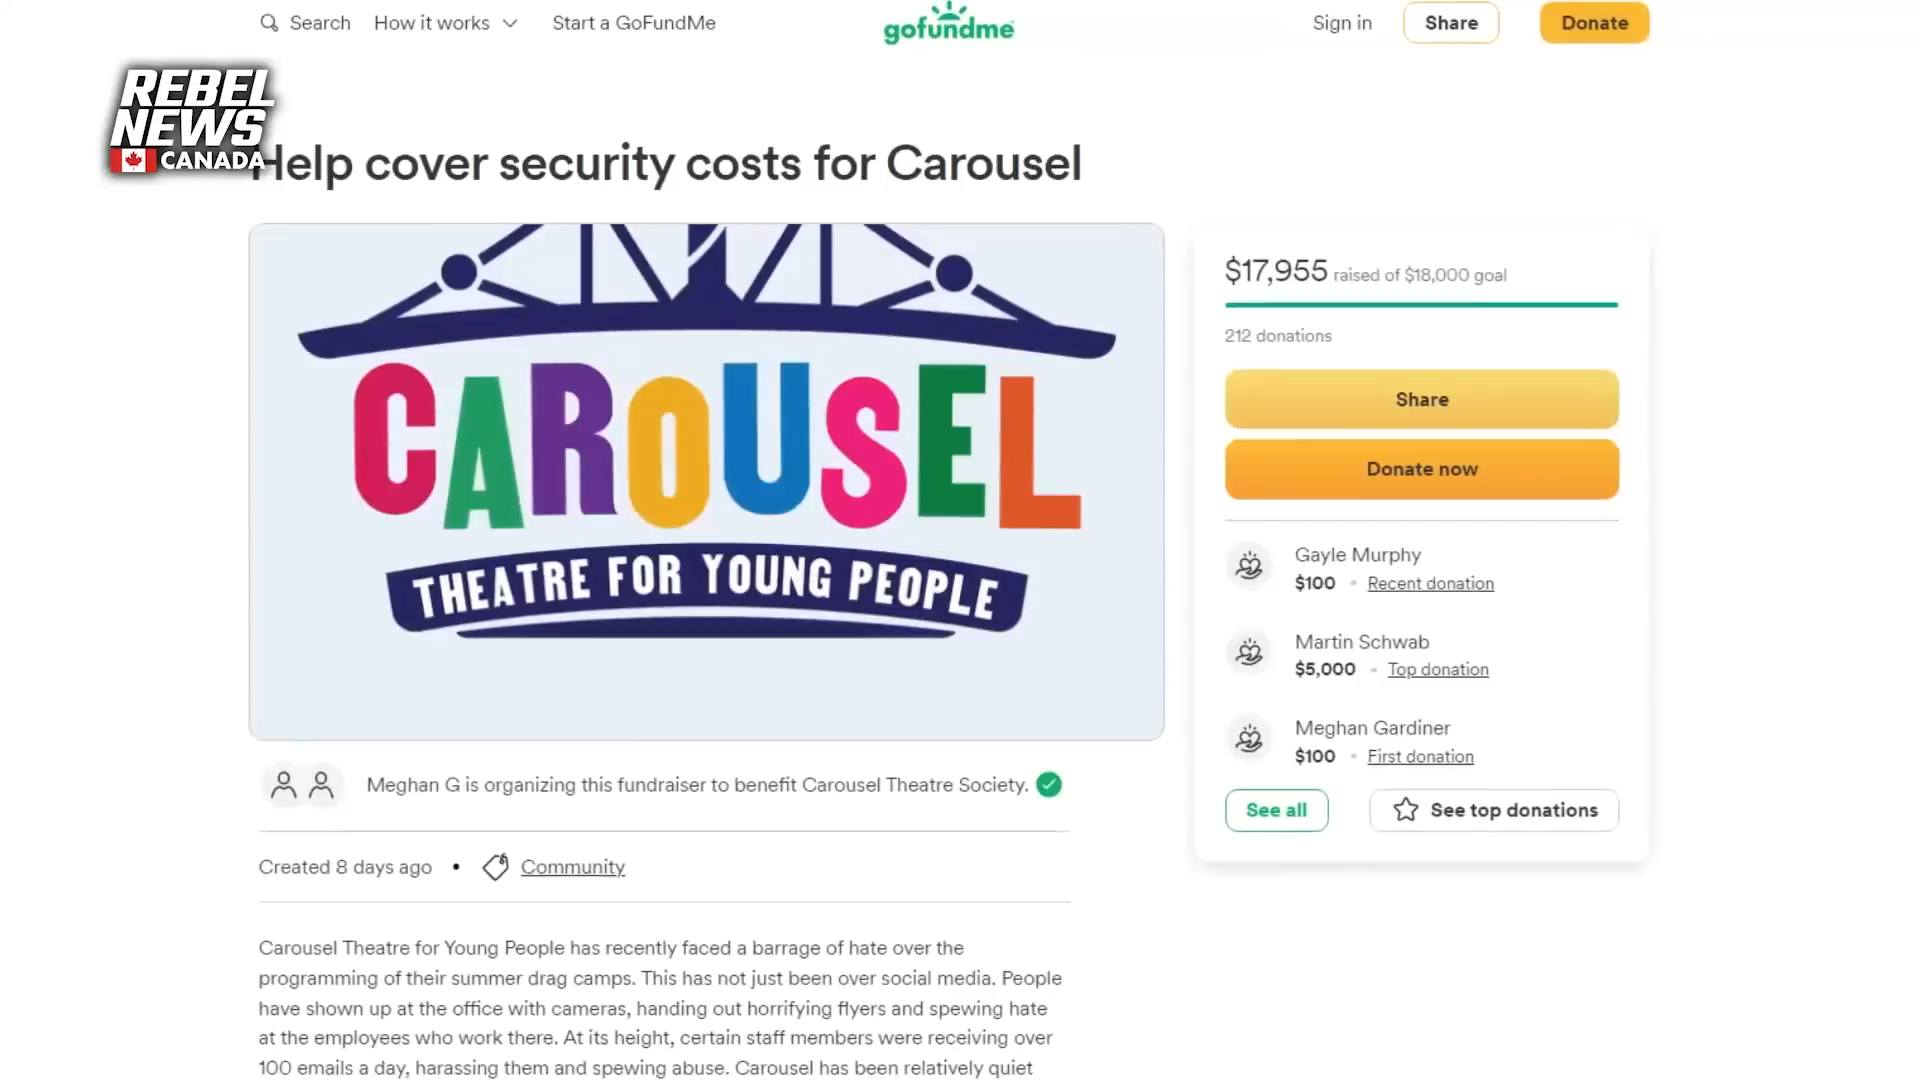 Search
How it works
Start a GoFundMe
gofundme
Sign in
Share
Donate
REBEL
NEWS
CANADA
Help cover security costs for Carousel
CAROUSEL
THEATRE FOR YOUNG PEOPLE
$17,955 raised of $18,000 goal
212 donations
Share
Donate now
Gayle Murphy
$100 • Recent donation
Martin Schwab
$5,000 • Top donation
Meghan Gardiner
$100 • First donation
See all
See top donations
Meghan G is organizing this fundraiser to benefit Carousel Theatre Society.
Created 8 days ago • Community
Carousel Theatre for Young People has recently faced a barrage of hate over the
programming of their summer drag camps. This has not just been over social media. People
have shown up at the office with cameras, handing out horrifying flyers and spewing hate
at the employees who work there. At its height, certain staff members were receiving over
100 emails a day, harassing them and spewing abuse. Carousel has been relatively quiet